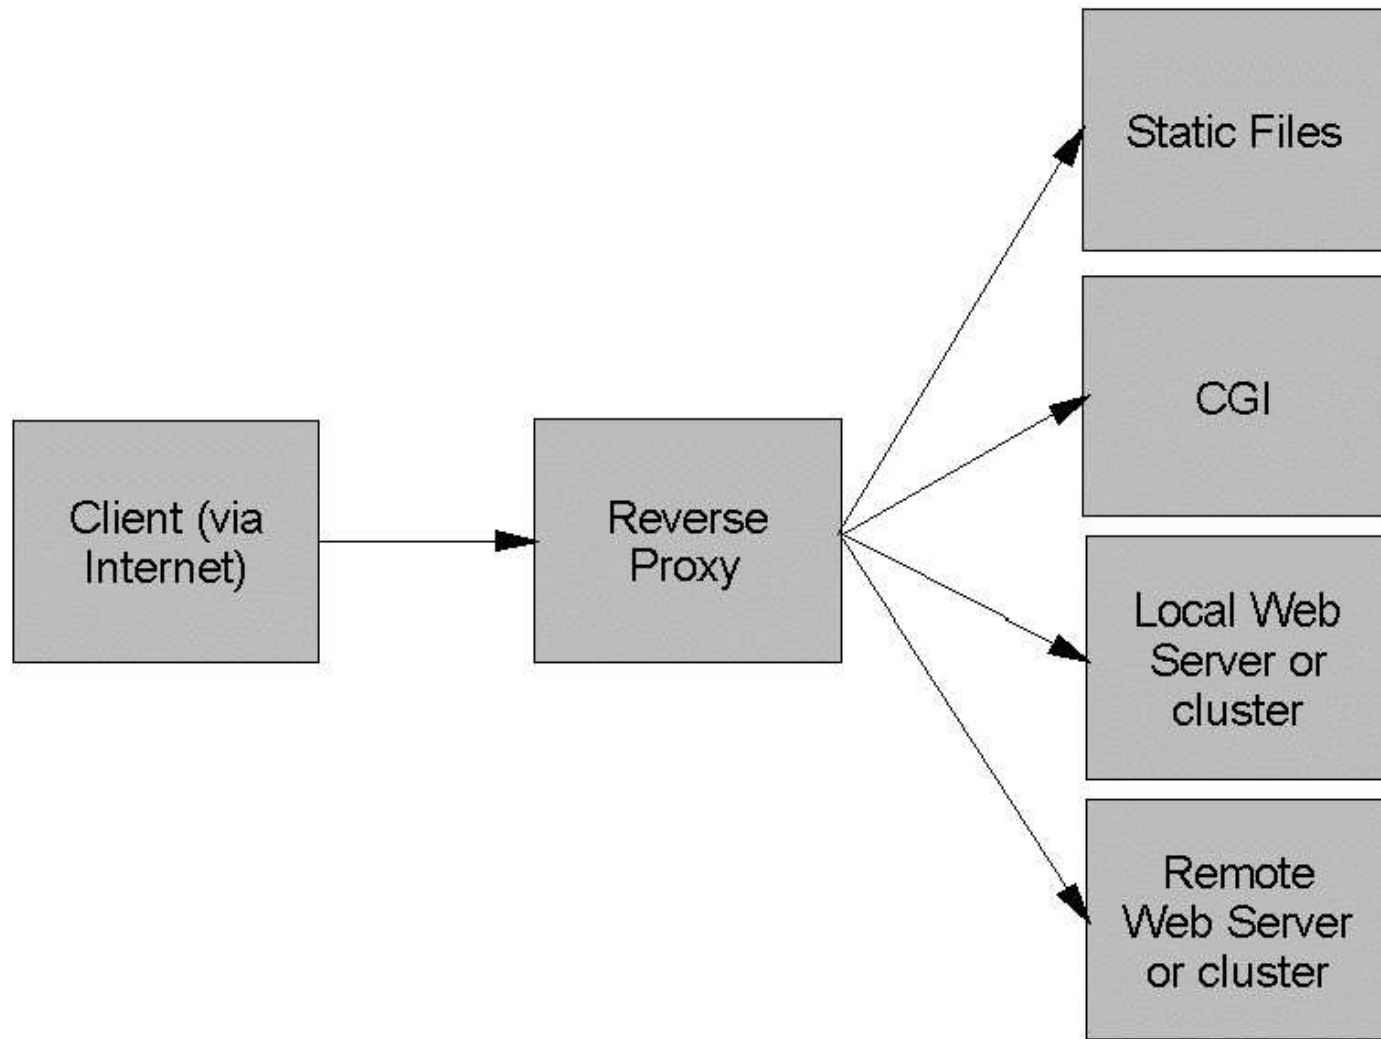 Static Files
CGI
Client (via
Internet)
Reverse
Proxy
Local Web
Server or
cluster
Remote
Web Server
or cluster